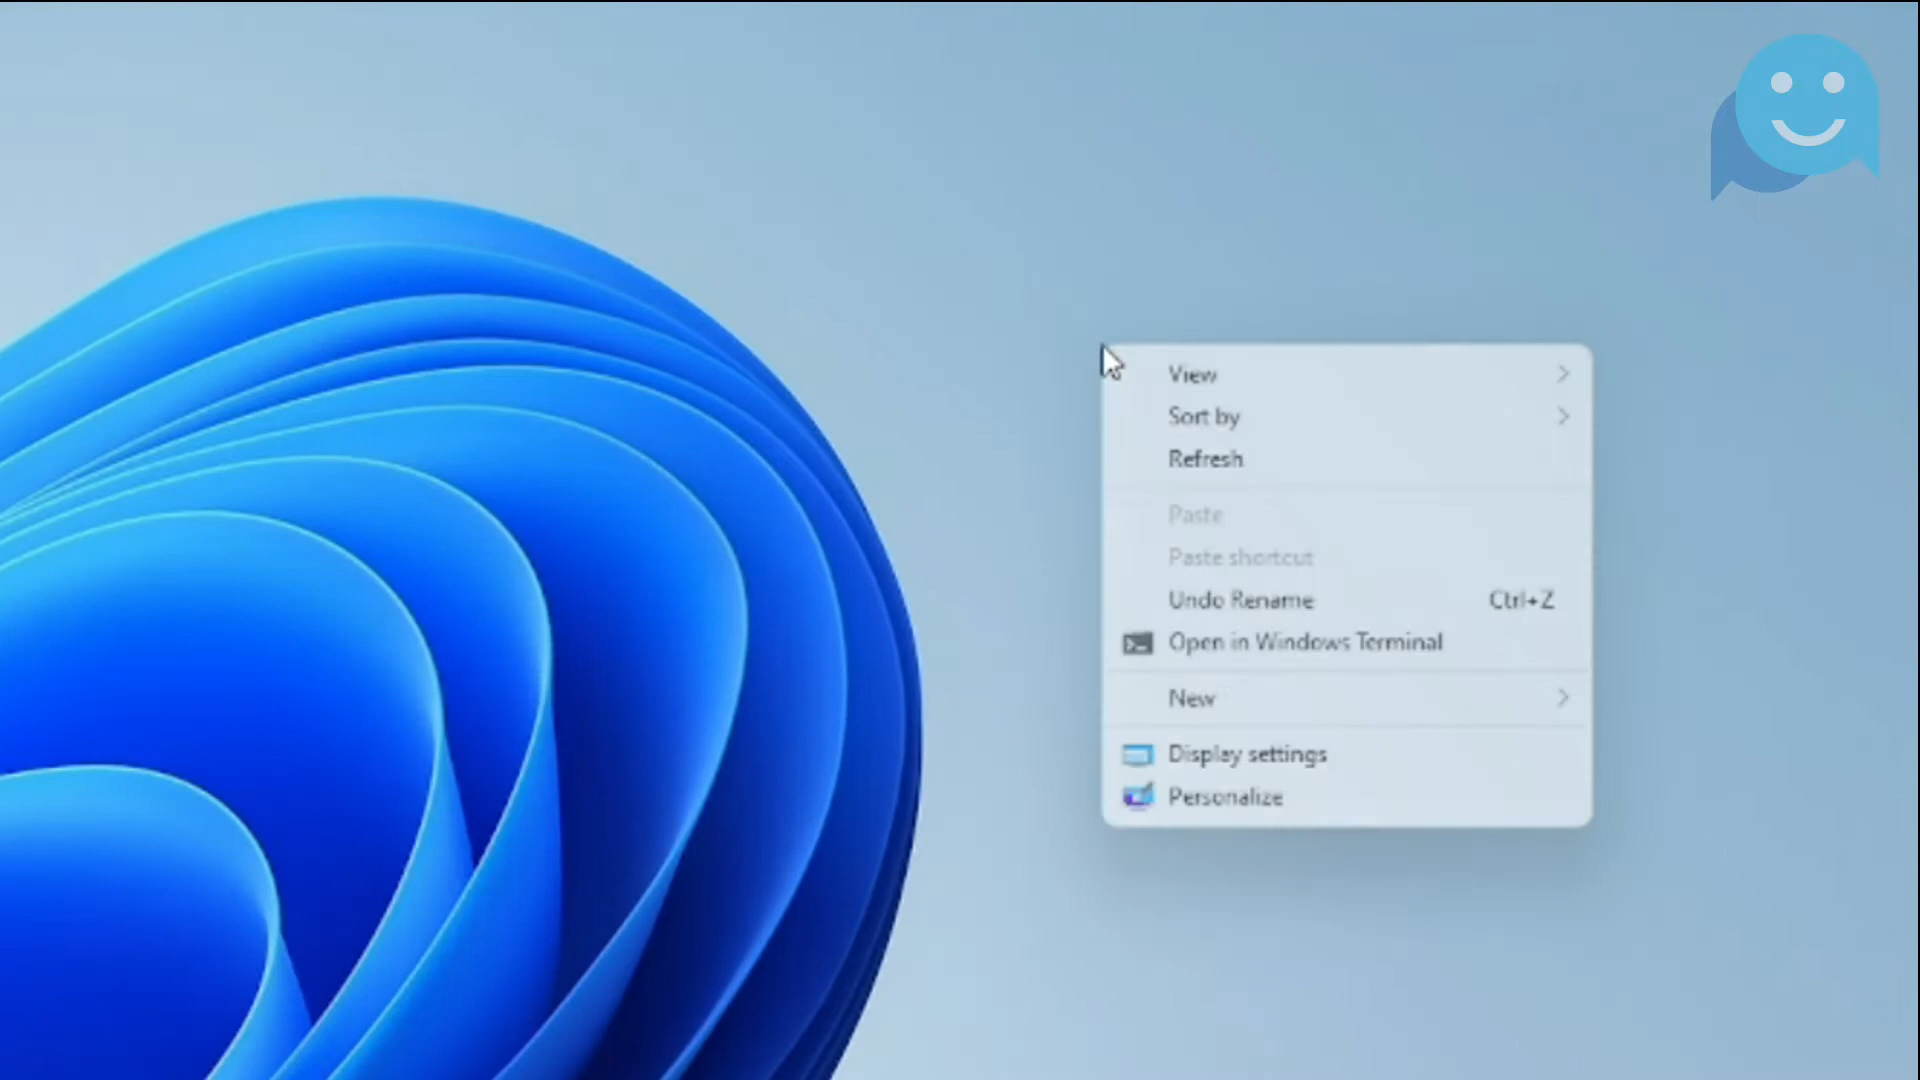 View
Sort by
Refresh
Paste
Paste shortcut
Undo Rename Ctrl+Z
Open in Windows Terminal
New
Display settings
Personalize